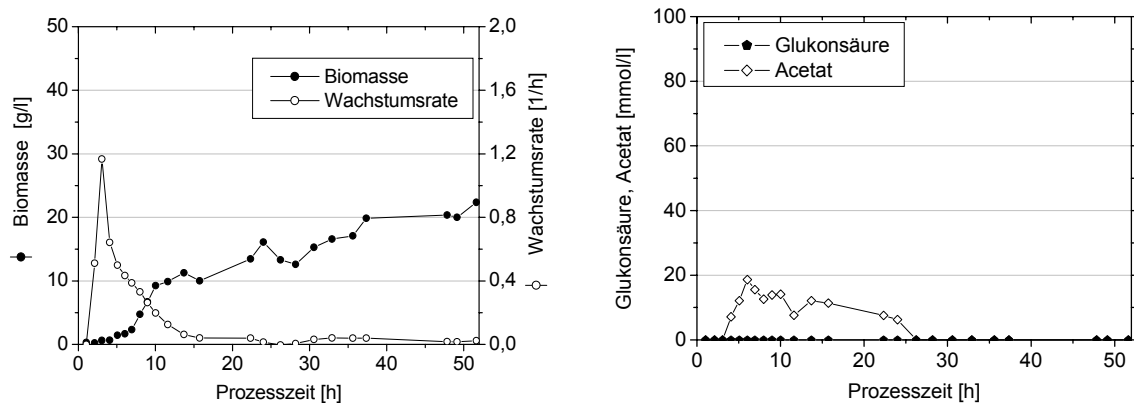 50
40
30
20
10
0
Biomasse [g/l]
Biomasse
Wachstumsrate
2,0
1,6
1,2
0,8
0,4
0,0
Wachstumsrate [1/h]
0 10 20 30 40 50
Prozesszeit [h]
100
80
60
40
20
0
Glukonsäure, Acetat [mmol/l]
Glukonsäure
Acetat
0 10 20 30 40 50
Prozesszeit [h]